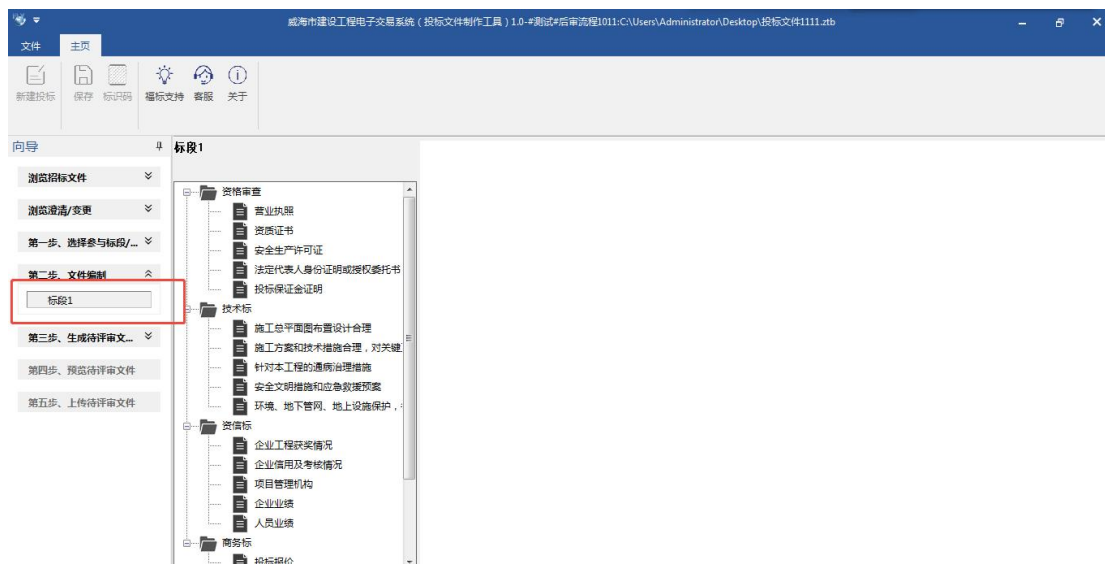 威海市建设工程电子交易系统（投标文件制作工具）1.0-#测试#后审流程1011:C:\Users\Administrator\Desktop\投标文件1111.ztb
文件 主页
新建投标 保存 标识码 福标支持 客服 关于
向导
浏览招标文件
浏览澄清/变更
第一步、选择参与标段/...
第二步、文件编制
标段1
第三步、生成待评审文...
第四步、预览待评审文件
第五步、上传待评审文件
标段1
资格审查
营业执照
资质证书
安全生产许可证
法定代表人身份证明或授权委托书
投标保证金证明
技术标
施工总平面图布置设计合理
施工方案和技术措施合理，对关键
针对本工程的通病治理措施
安全文明措施和应急救援预案
环境、地下管网、地上设施保护，
资信标
企业工程获奖情况
企业信用及考核情况
项目管理机构
企业业绩
人员业绩
商务标
投标报价